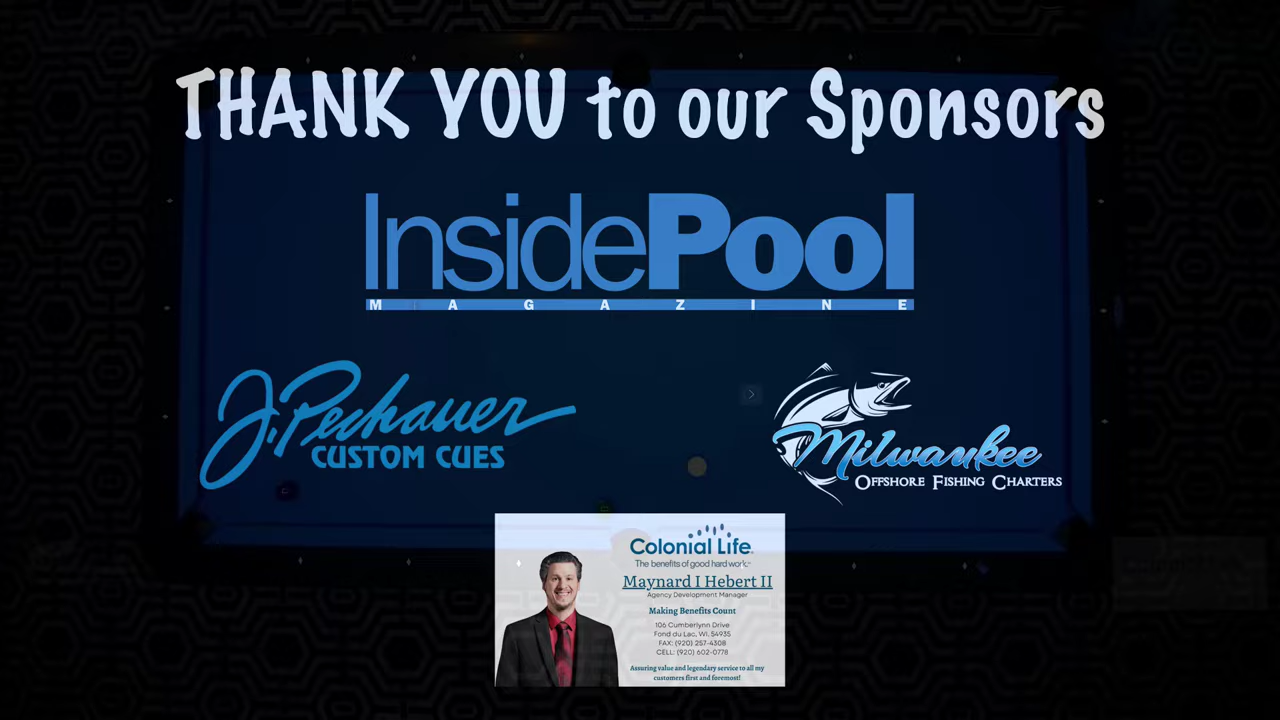 THANK YOU to our Sponsors
InsidePool
MAGAZINE
J. Pechauer
CUSTOM CUES
Milwaukee
OFFSHORE FISHING CHARTERS
Colonial Life.
The benefits of good hard work.
Maynard I Hebert II
Agency Development Manager
Making Benefits Count
106 Cumberlynn Drive
Fond du Lac, WI. 54935
FAX: (920) 257-4308
CELL: (920) 602-0778
Assuring value and legendary service to all my
customers first and foremost!